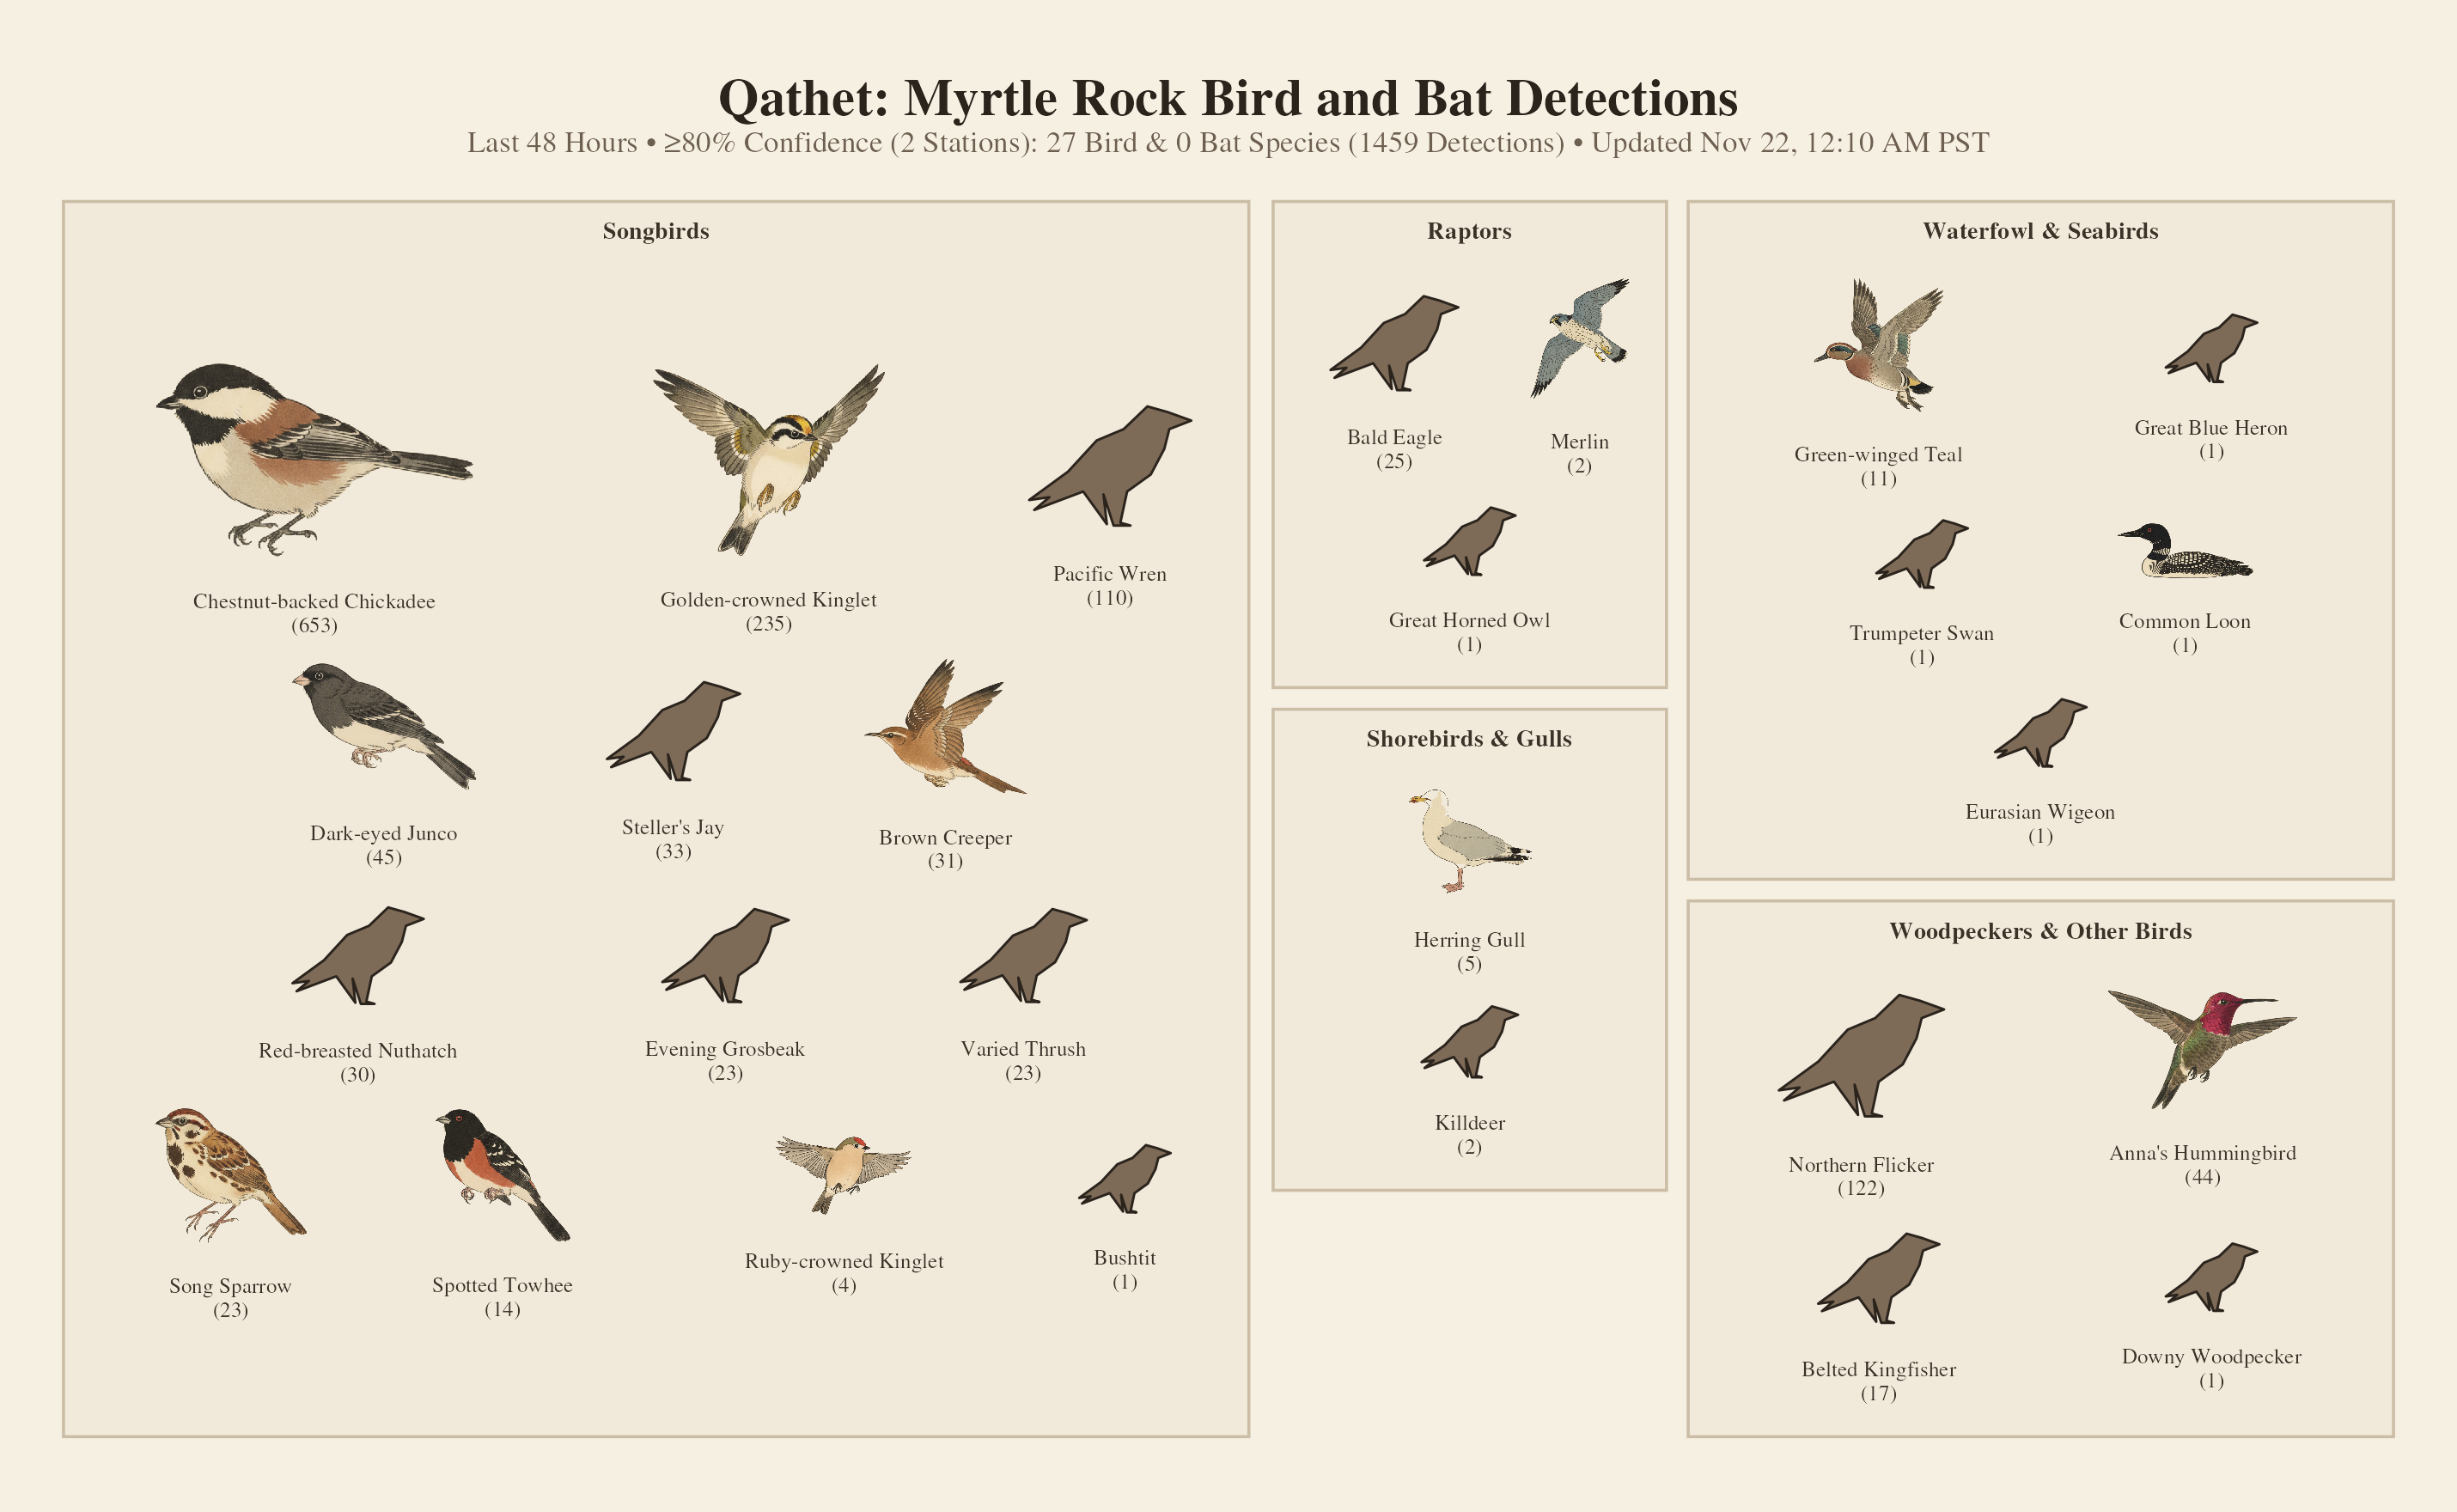 Qathet: Myrtle Rock Bird and Bat Detections
Last 48 Hours • ≥80% Confidence (2 Stations): 27 Bird & 0 Bat Species (1459 Detections) • Updated Nov 22, 12:10 AM PST
Songbirds
Chestnut-backed Chickadee
(653)
Golden-crowned Kinglet
(235)
Pacific Wren
(110)
Dark-eyed Junco
(45)
Steller's Jay
(33)
Brown Creeper
(31)
Red-breasted Nuthatch
(30)
Evening Grosbeak
(23)
Varied Thrush
(23)
Song Sparrow
(23)
Spotted Towhee
(14)
Ruby-crowned Kinglet
(4)
Bushtit
(1)
Raptors
Bald Eagle
(25)
Merlin
(2)
Great Horned Owl
(1)
Shorebirds & Gulls
Herring Gull
(5)
Killdeer
(2)
Waterfowl & Seabirds
Green-winged Teal
(11)
Great Blue Heron
(1)
Trumpeter Swan
(1)
Common Loon
(1)
Eurasian Wigeon
(1)
Woodpeckers & Other Birds
Northern Flicker
(122)
Anna's Hummingbird
(44)
Belted Kingfisher
(17)
Downy Woodpecker
(1)